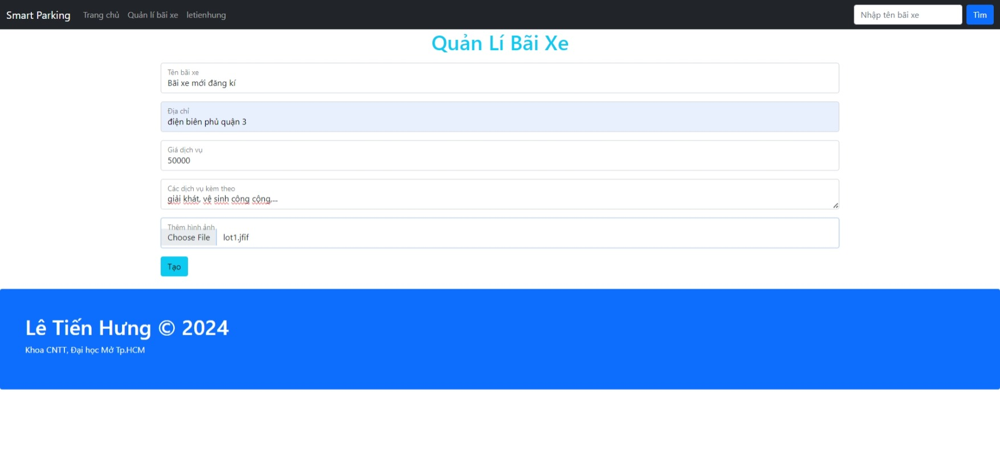 Smart Parking Trang chủ Quản lí bãi xe letienhung Nhập tên bãi xe Tìm
Quản Lí Bãi Xe
Tên bãi xe
Bãi xe mới đăng kí
Địa chỉ
điện biên phủ quận 3
Giá dịch vụ
50000
Các dịch vụ kèm theo
giải khát, vệ sinh công cộng,...
Thêm hình ảnh
Choose File lot1.jfif
Tạo
Lê Tiến Hưng © 2024
Khoa CNTT, Đại học Mở Tp.HCM